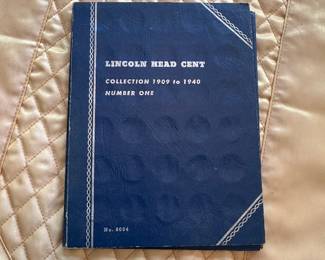 LINCOLN HEAD CENT
COLLECTION 1909 to 1940
NUMBER ONE
No. 9004